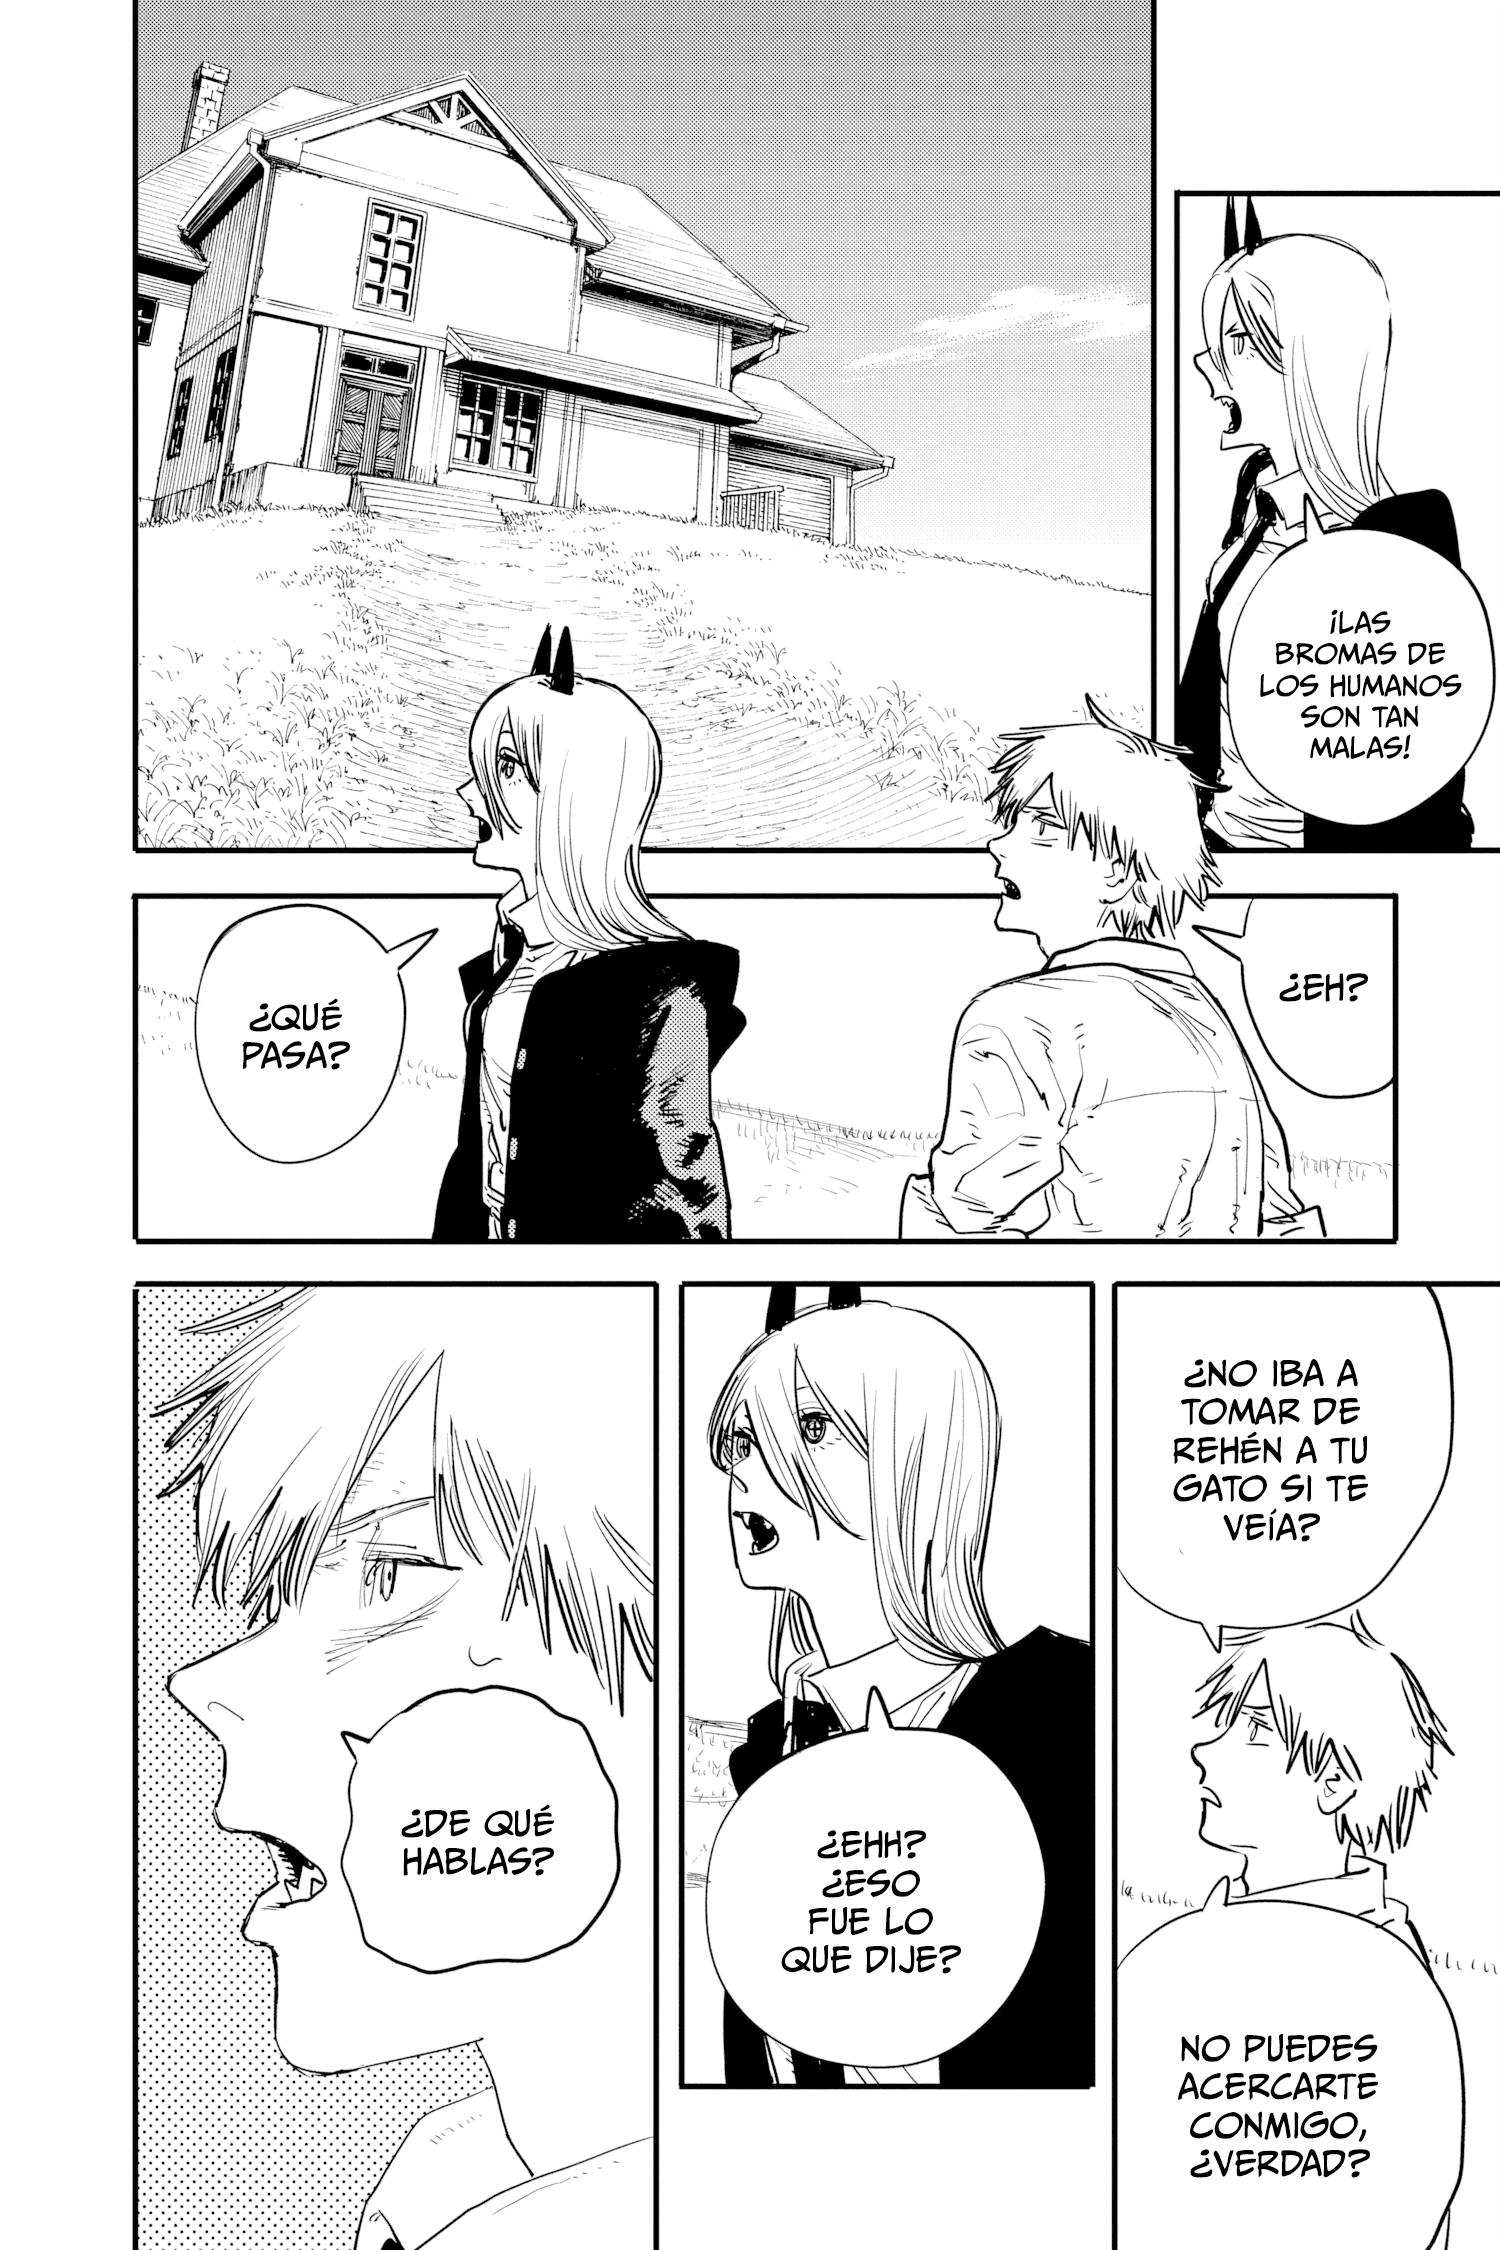 ¡LAS
BROMAS DE
LOS HUMANOS
SON TAN
MALAS!
¿EH?
¿QUÉ
PASA?
¿NO IBA A
TOMAR DE
REHÉN A TU
GATO SI TE
VEÍA?
NO PUEDES
ACERCARTE
CONMIGO,
¿VERDAD?
¿EHH?
¿ESO
FUE LO
QUE DIJE?
¿DE QUÉ
HABLAS?